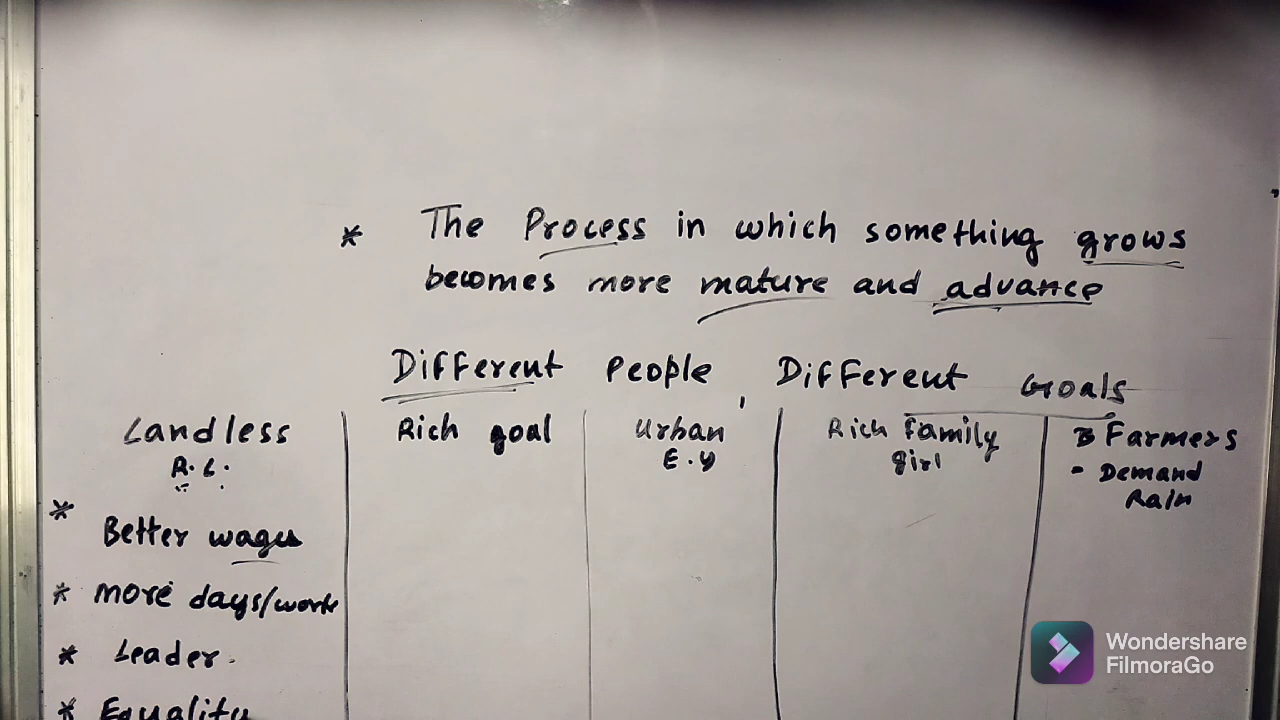 * The Process in which something grows
becomes more mature and advance
Different People Different Goals
Landless
R.L.
* Better wages
* more days/work
* Leader.
* Equality
Rich goal
Urban
E.Y
Rich Family
girl
Farmers
- Demand
Rain
Wondershare
FilmoraGo